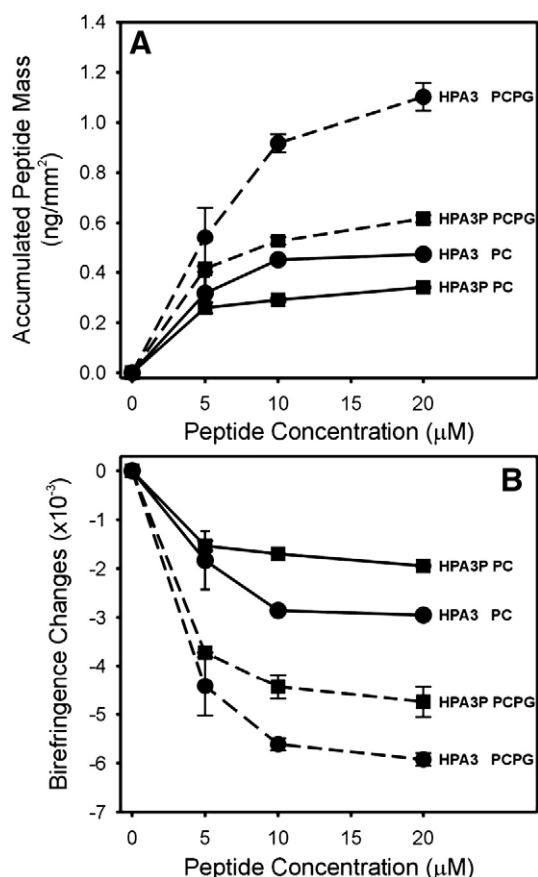 A
Accumulated Peptide Mass
(ng/mm²)
1.4
1.2
1.0
0.8
0.6
0.4
0.2
0.0
HPA3 PCPG
HPA3P PCPG
HPA3 PC
HPA3P PC
0 5 10 15 20
Peptide Concentration (μM)
B
Birefringence Changes (x10⁻³)
0
-1
-2
-3
-4
-5
-6
-7
HPA3P PC
HPA3 PC
HPA3P PCPG
HPA3 PCPG
0 5 10 15 20
Peptide Concentration (μM)